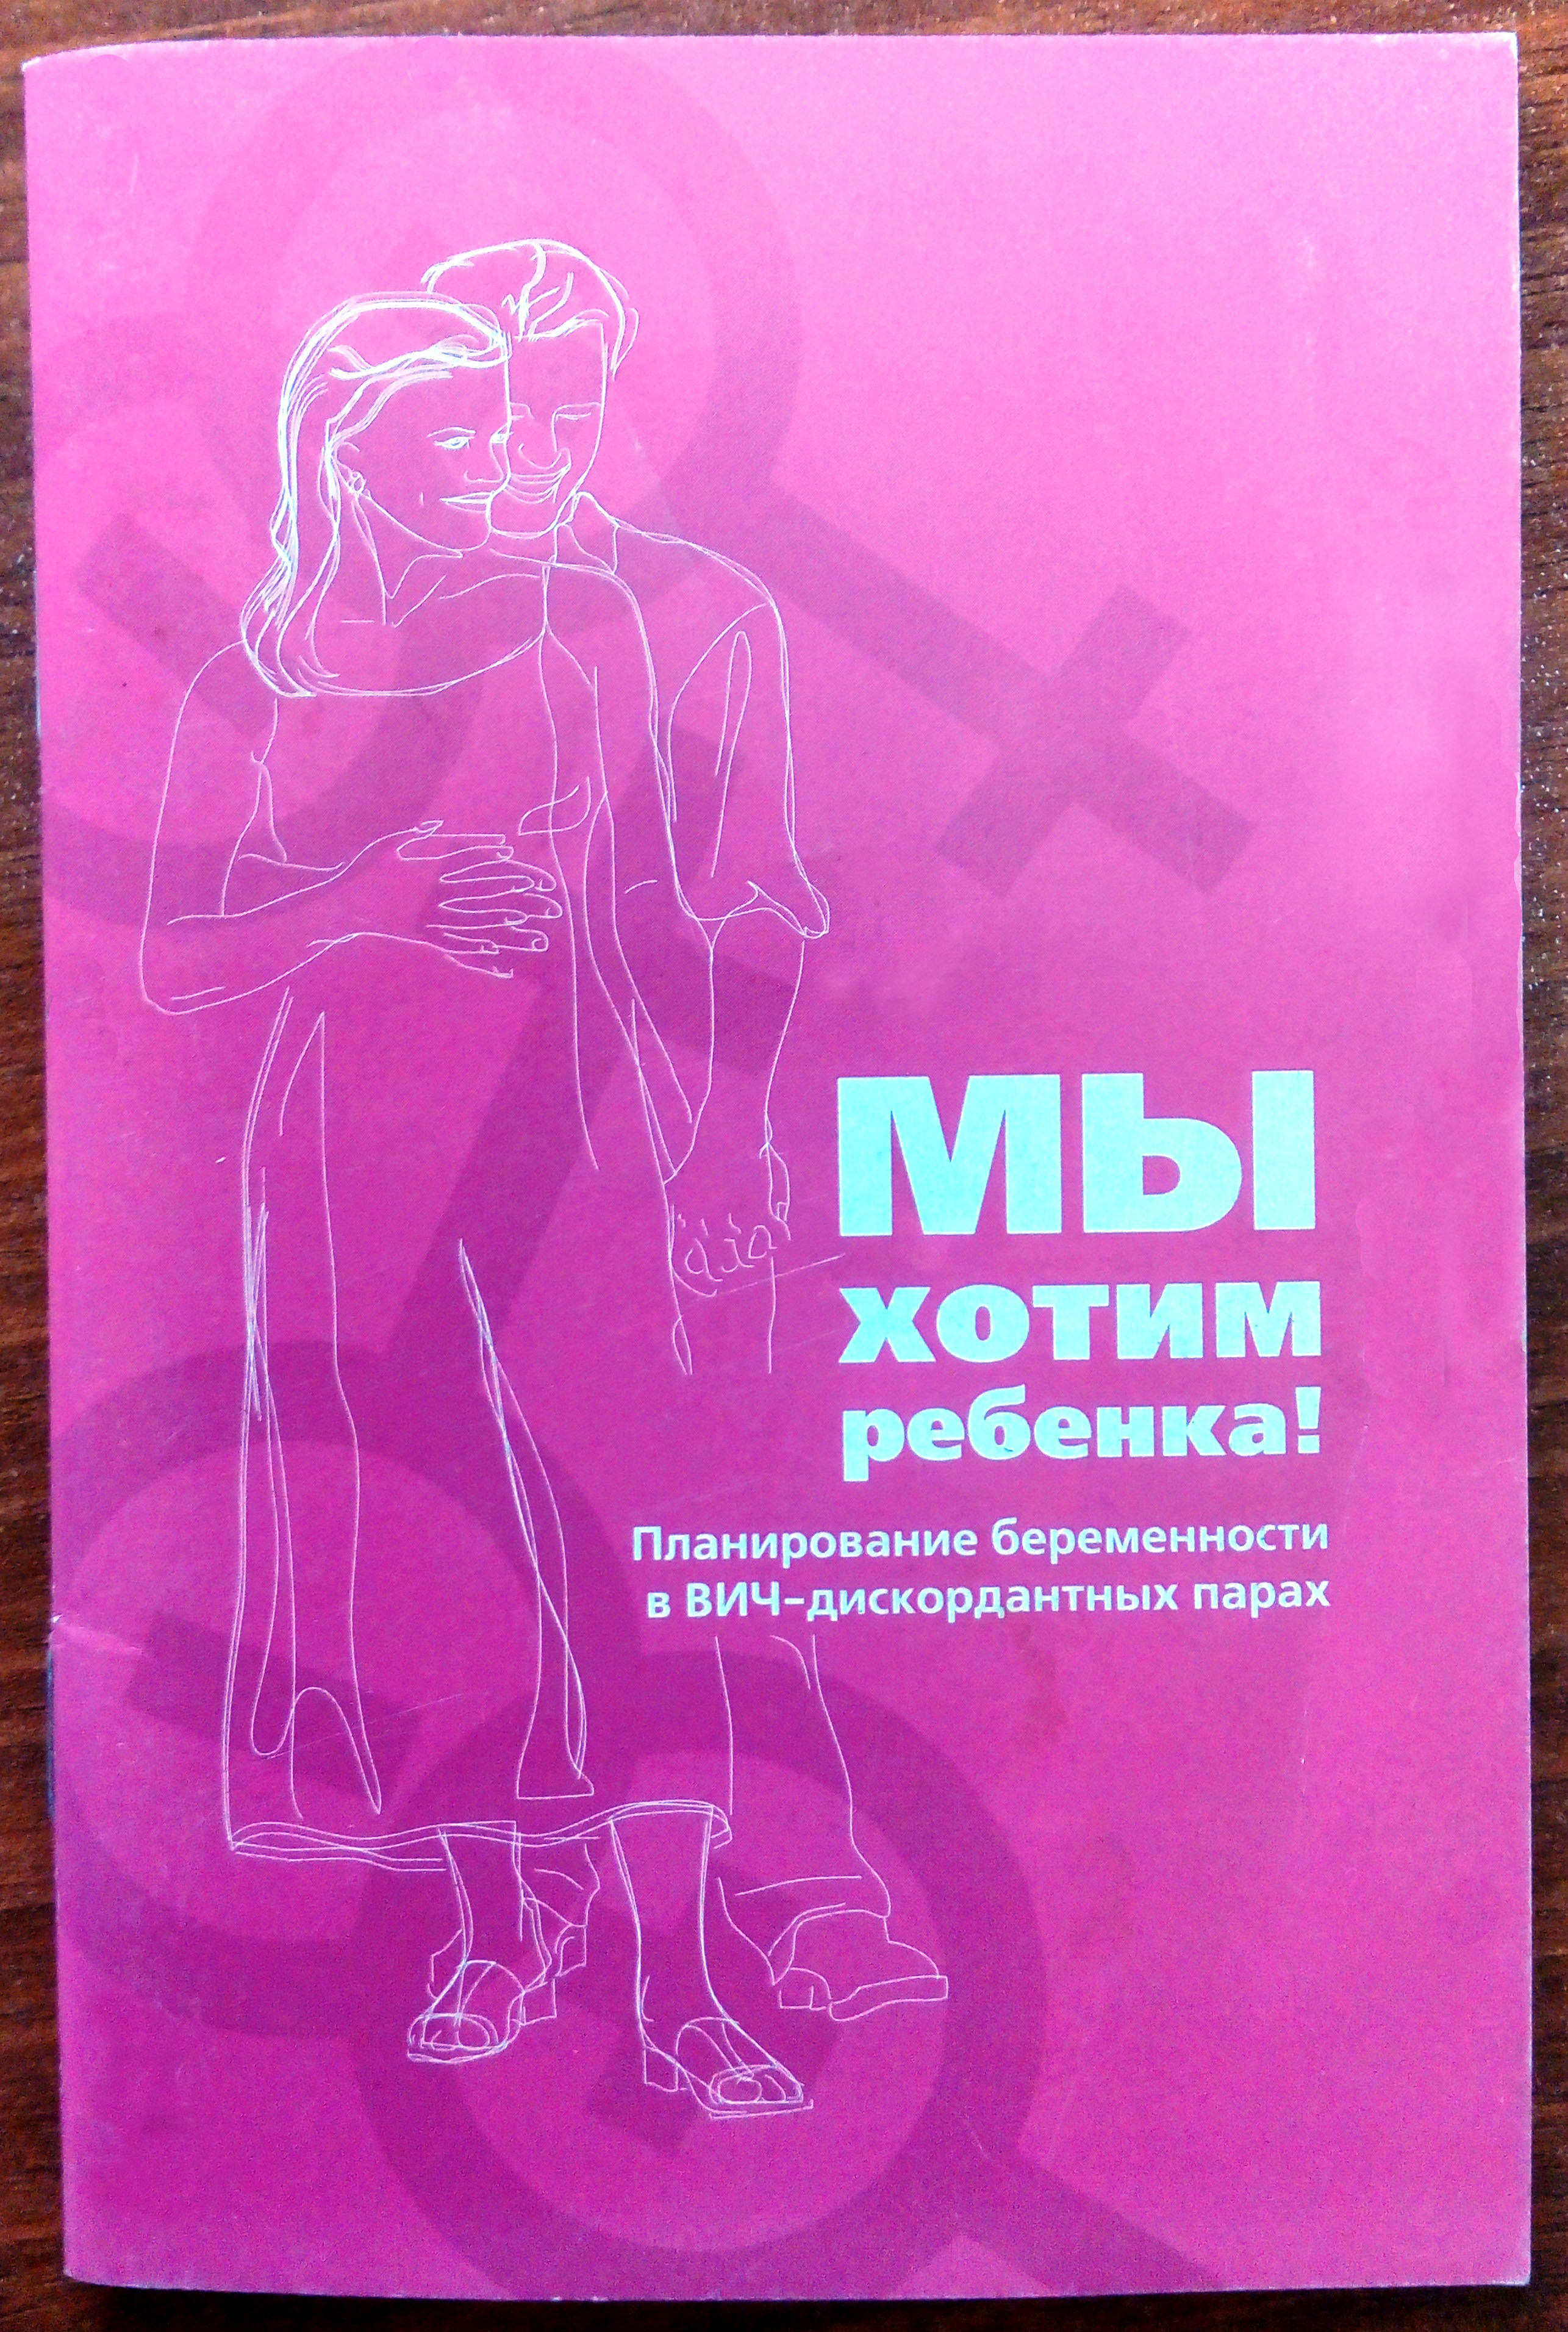 мы
хотим
ребенка!
Планирование беременности
в ВИЧ–дискордантных парах